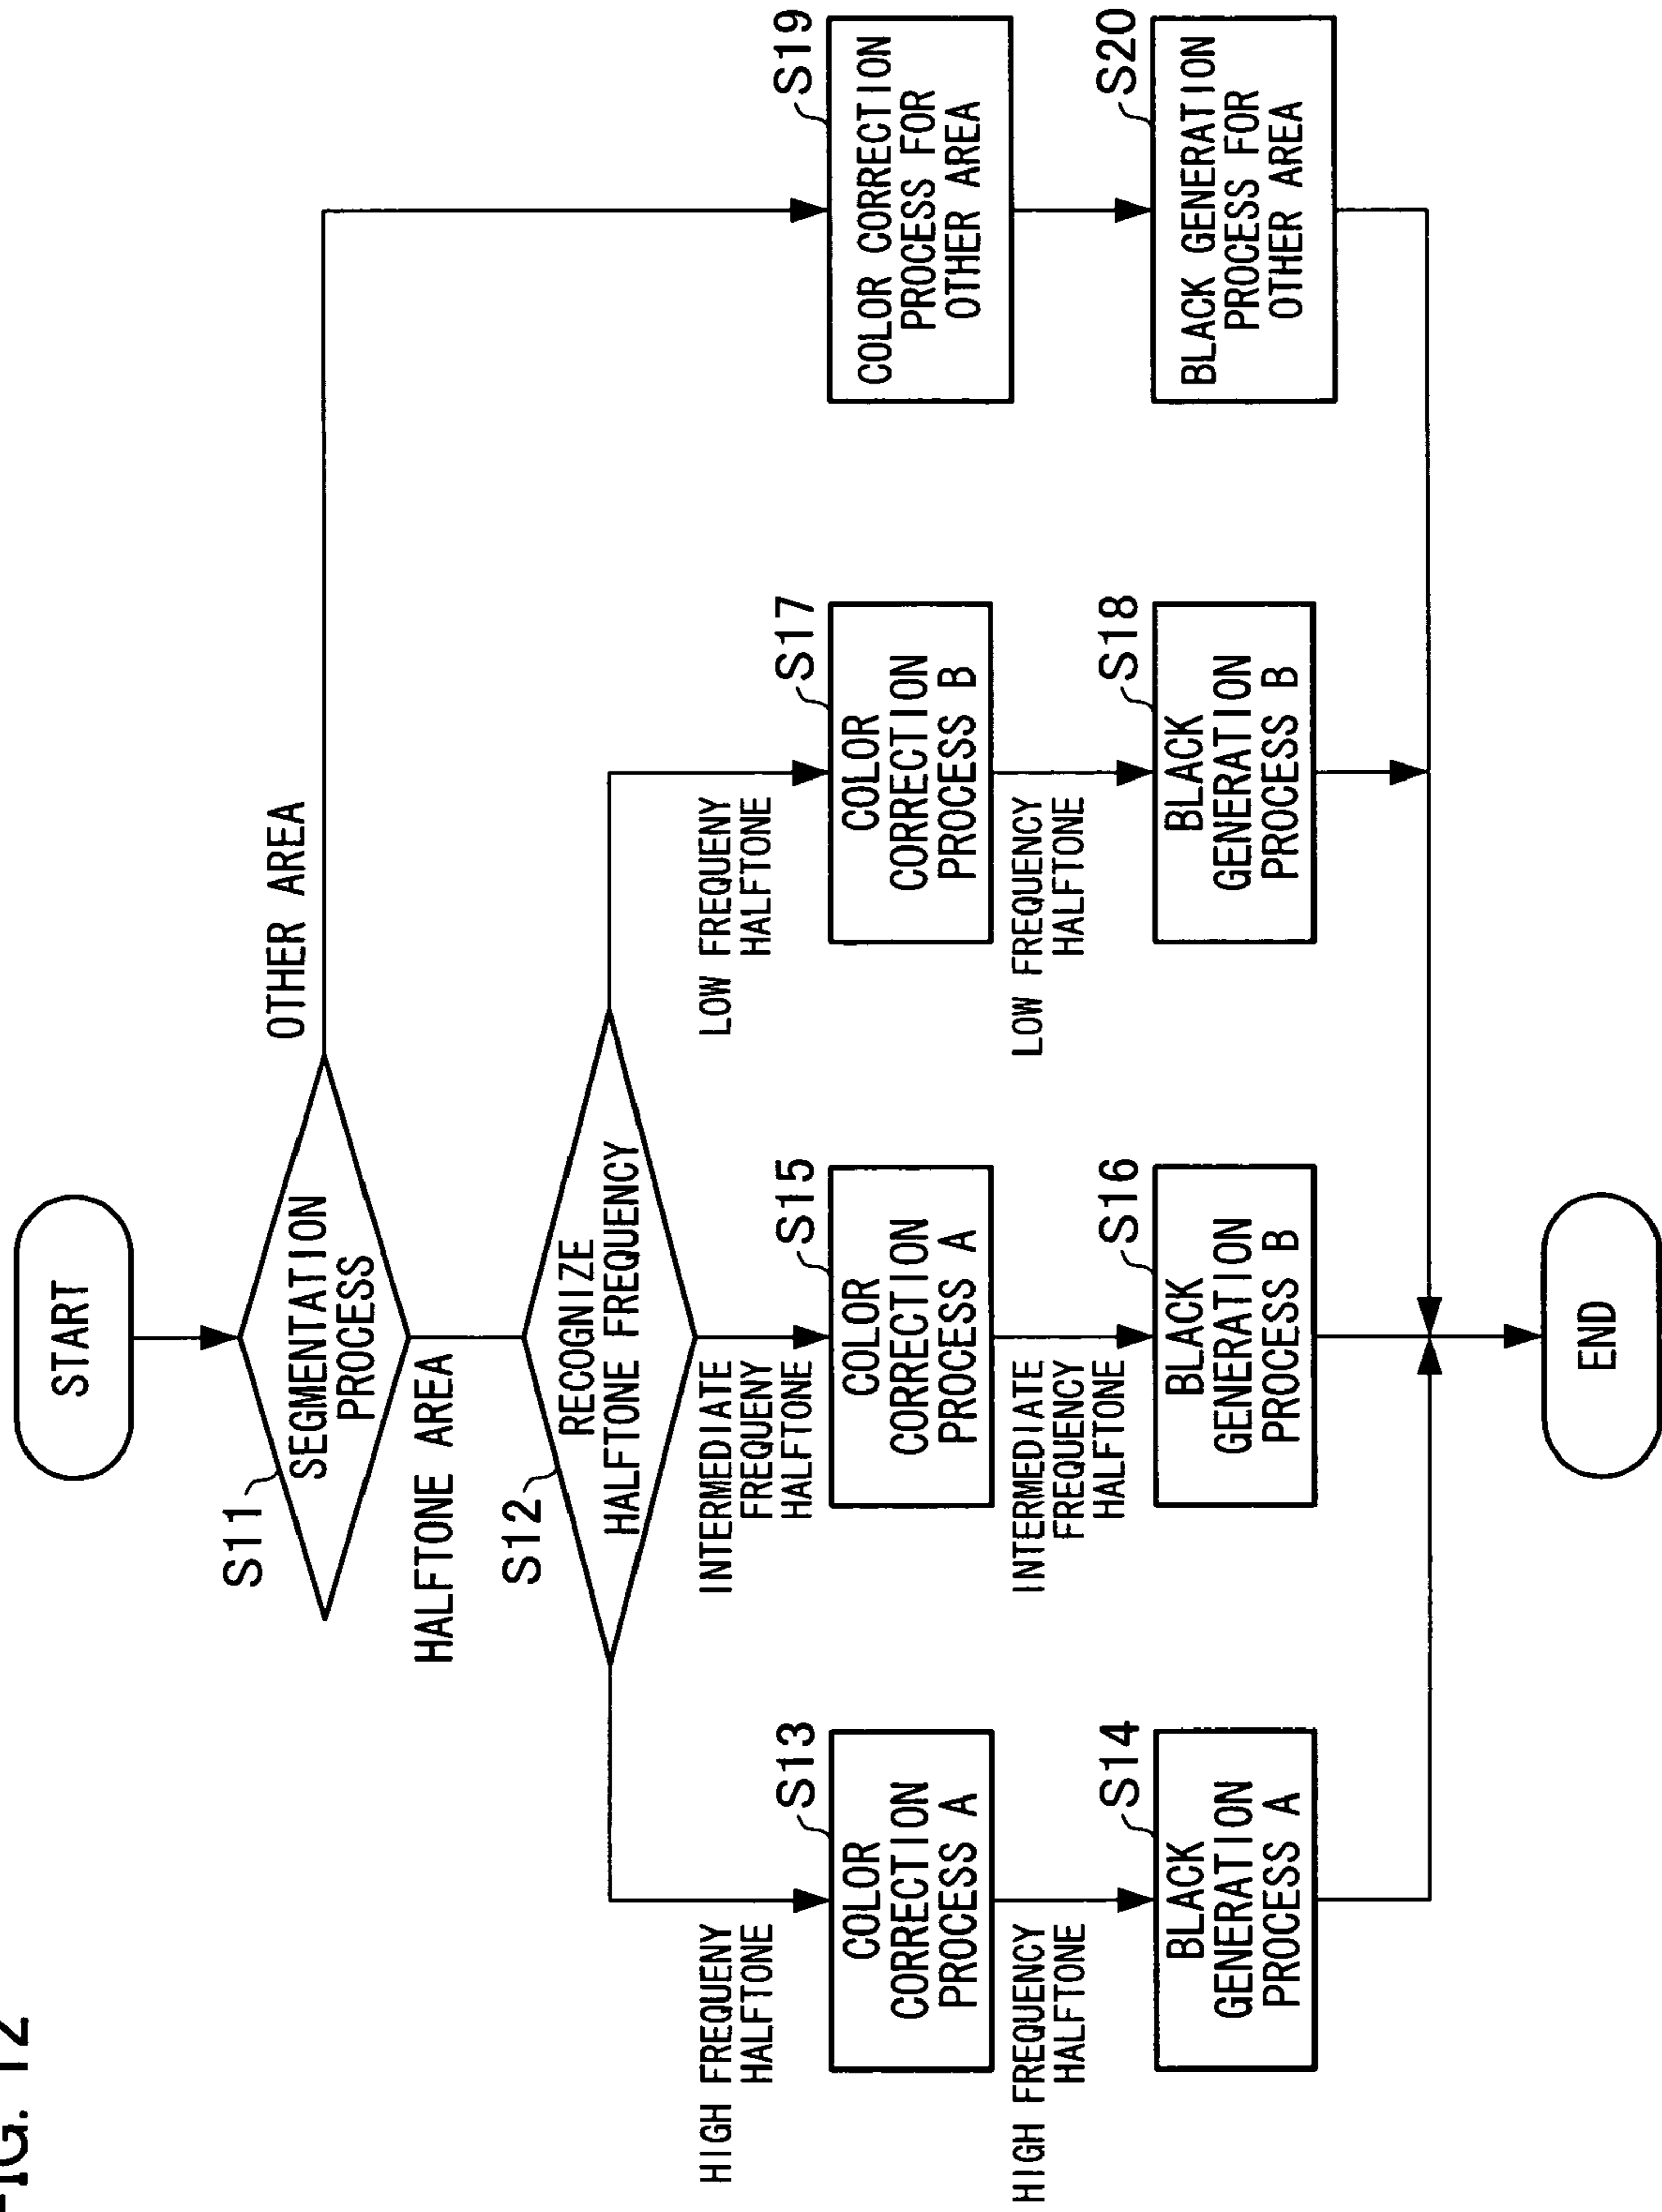 FIG. 12
START
S11
SEGMENTATION
PROCESS
OTHER AREA
HALFTONE AREA
S12
RECOGNIZE
HALFTONE FREQUENCY
HIGH FREQUENY
HALFTONE
INTERMEDIATE
FREQUENY
HALFTONE
LOW FREQUENY
HALFTONE
S13
COLOR
CORRECTION
PROCESS A
S15
COLOR
CORRECTION
PROCESS A
S17
COLOR
CORRECTION
PROCESS B
S19
COLOR CORRECTION
PROCESS FOR
OTHER AREA
HIGH FREQUENCY
HALFTONE
INTERMEDIATE
FREQUENCY
HALFTONE
LOW FREQUENCY
HALFTONE
S14
BLACK
GENERATION
PROCESS A
S16
BLACK
GENERATION
PROCESS B
S18
BLACK
GENERATION
PROCESS B
S20
BLACK GENERATION
PROCESS FOR
OTHER AREA
END